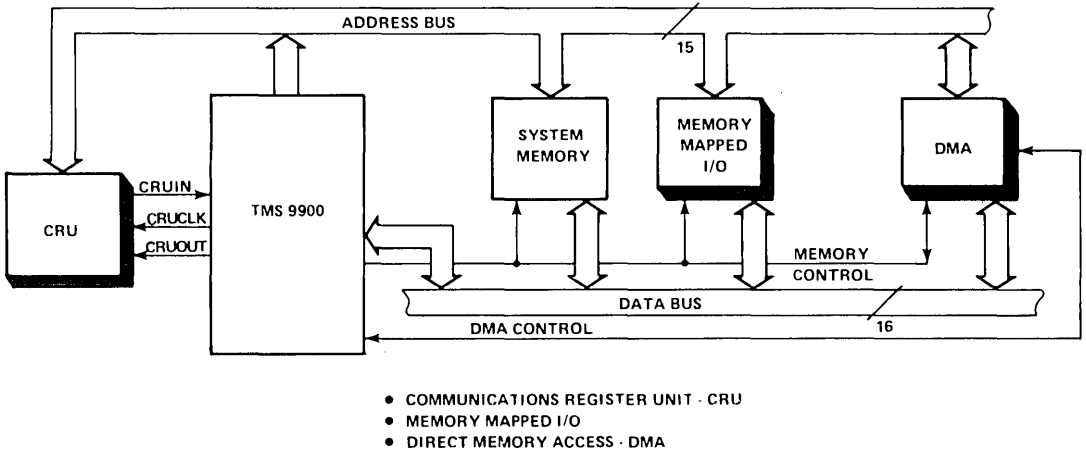 ADDRESS BUS
15
SYSTEM
MEMORY
MEMORY
MAPPED
I/O
DMA
CRUIN
CRUCLK
CRUOUT
CRU
TMS 9900
MEMORY
CONTROL
DATA BUS
16
DMA CONTROL
● COMMUNICATIONS REGISTER UNIT - CRU
● MEMORY MAPPED I/O
● DIRECT MEMORY ACCESS - DMA